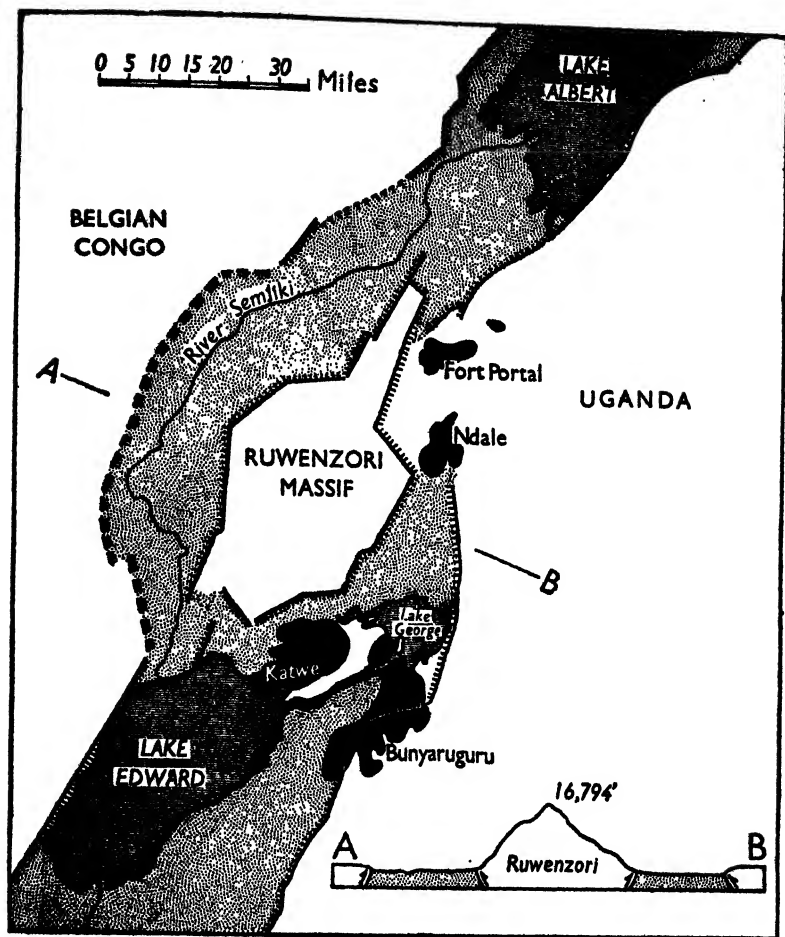 0 5 10 15 20 30 Miles
LAKE
ALBERT
BELGIAN
CONGO
River Semliki
A
Fort Portal
UGANDA
Ndale
RUWENZORI
MASSIF
B
Lake
George
Katwe
LAKE
EDWARD
Bunyaruguru
16,794'
A
B
Ruwenzori